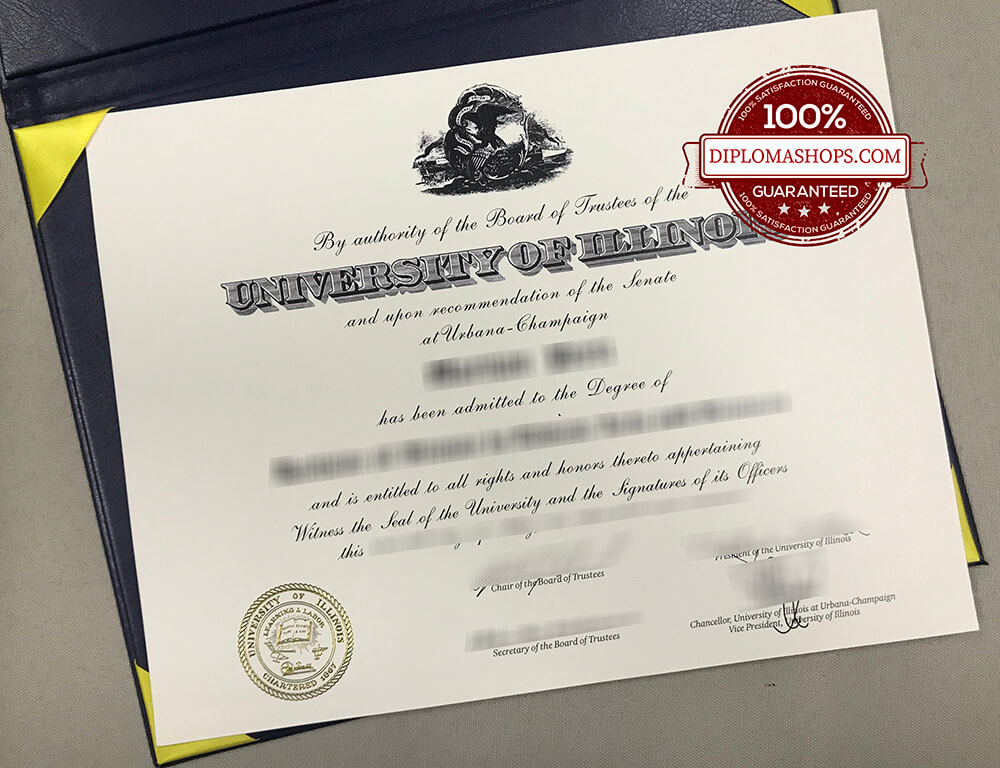 100% SATISFACTION GUARANTEED
100%
DIPLOMASHOPS.COM
GUARANTEED
100% SATISFACTION GUARANTEED
By authority of the Board of Trustees of the
UNIVERSITY OF ILLINOI
and upon recommendation of the Senate
at Urbana-Champaign
has been admitted to the Degree of
and is entitled to all rights and honors thereto appertaining
Witness the Seal of the University and the Signatures of its Officers
this
Chair of the Board of Trustees
President of the University of Illinois
Secretary of the Board of Trustees
Chancellor, University of Illinois at Urbana-Champaign
Vice President, University of Illinois
UNIVERSITY OF ILLINOIS
LEARNING & LABOR
CHARTERED 1867